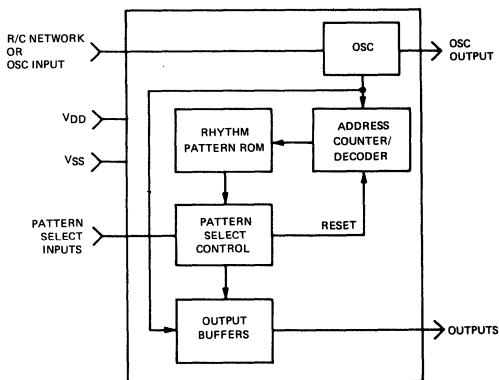 R/C NETWORK
OR
OSC INPUT
OSC
OSC
OUTPUT
VDD
RHYTHM
PATTERN ROM
ADDRESS
COUNTER/
DECODER
VSS
PATTERN
SELECT
INPUTS
PATTERN
SELECT
CONTROL
RESET
OUTPUT
BUFFERS
OUTPUTS